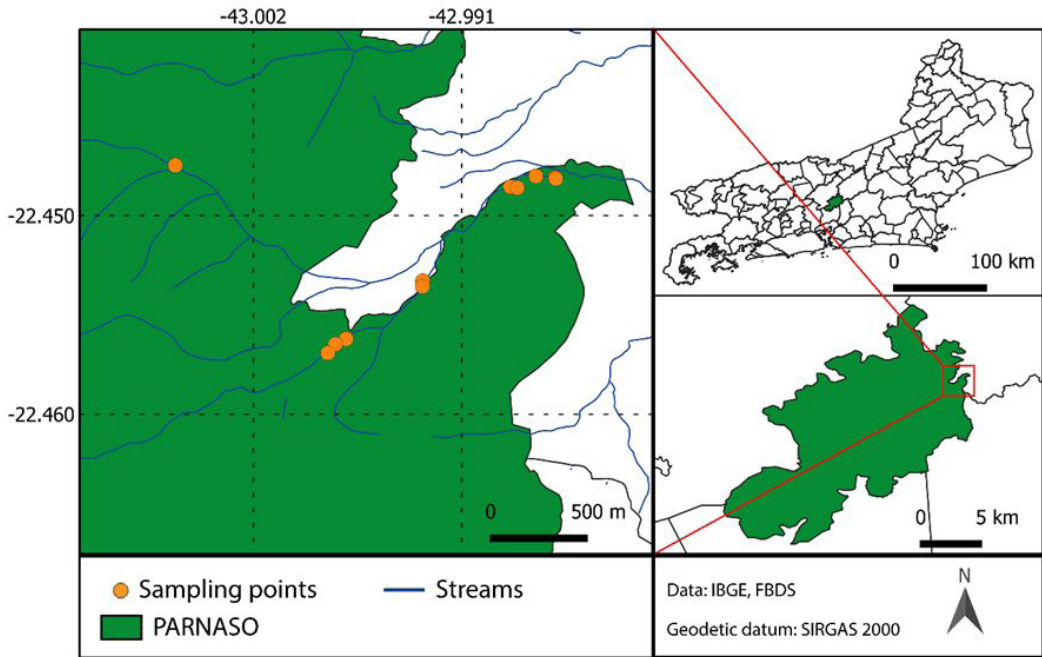 -43.002 -42.991
-22.450
-22.460
0 500 m
0 100 km
0 5 km
Sampling points Streams
PARNASO
Data: IBGE, FBDS
Geodetic datum: SIRGAS 2000
N